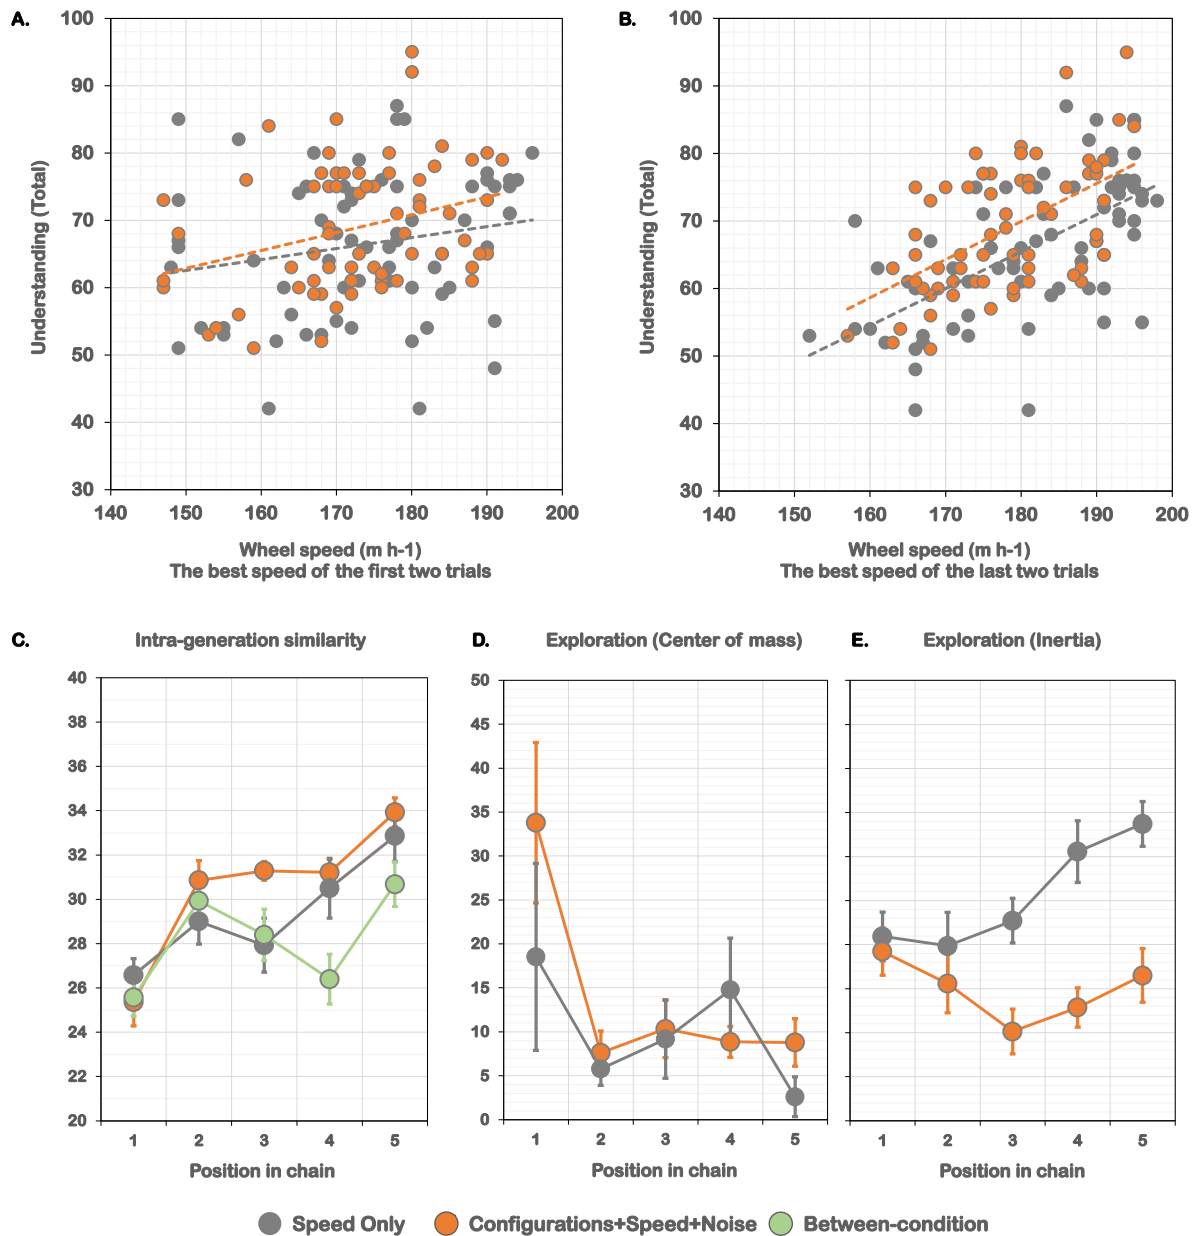 A.
B.
100
90
80
70
60
50
40
30
Understanding (Total)
140 150 160 170 180 190 200
Wheel speed (m h-1)
The best speed of the first two trials
100
90
80
70
60
50
40
30
Understanding (Total)
140 150 160 170 180 190 200
Wheel speed (m h-1)
The best speed of the last two trials
C. Intra-generation similarity
40
38
36
34
32
30
28
26
24
22
20
1 2 3 4 5
Position in chain
D. Exploration (Center of mass)
50
45
40
35
30
25
20
15
10
5
0
1 2 3 4 5
Position in chain
E. Exploration (Inertia)
1 2 3 4 5
Position in chain
Speed Only Configurations+Speed+Noise Between-condition